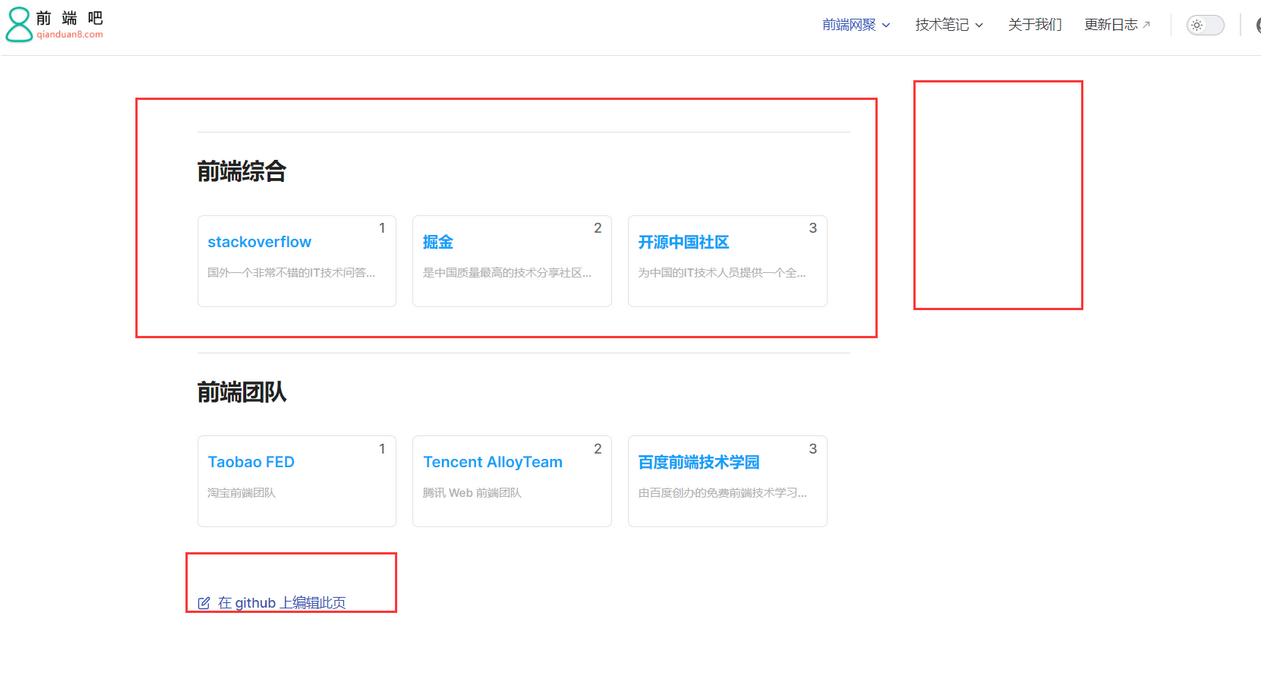 前 端 吧
qianduan8.com
前端网聚
技术笔记
关于我们
更新日志
前端综合
1
stackoverflow
国外一个非常不错的IT技术问答...
2
掘金
是中国质量最高的技术分享社区...
3
开源中国社区
为中国的IT技术人员提供一个全...
前端团队
1
Taobao FED
淘宝前端团队
2
Tencent AlloyTeam
腾讯 Web 前端团队
3
百度前端技术学园
由百度创办的免费前端技术学习...
在 github 上编辑此页